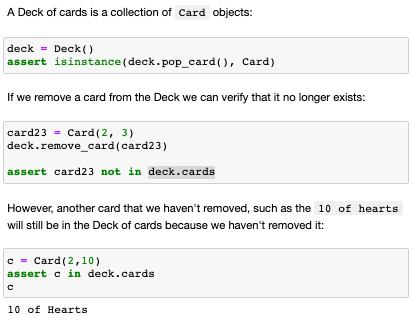 A Deck of cards is a collection of Card objects:
deck = Deck()
assert isinstance(deck.pop_card(), Card)
If we remove a card from the Deck we can verify that it no longer exists:
card23 = Card(2, 3)
deck.remove_card(card23)
assert card23 not in deck.cards
However, another card that we haven't removed, such as the 10 of hearts
will still be in the Deck of cards because we haven't removed it:
c = Card(2,10)
assert c in deck.cards
c
10 of Hearts